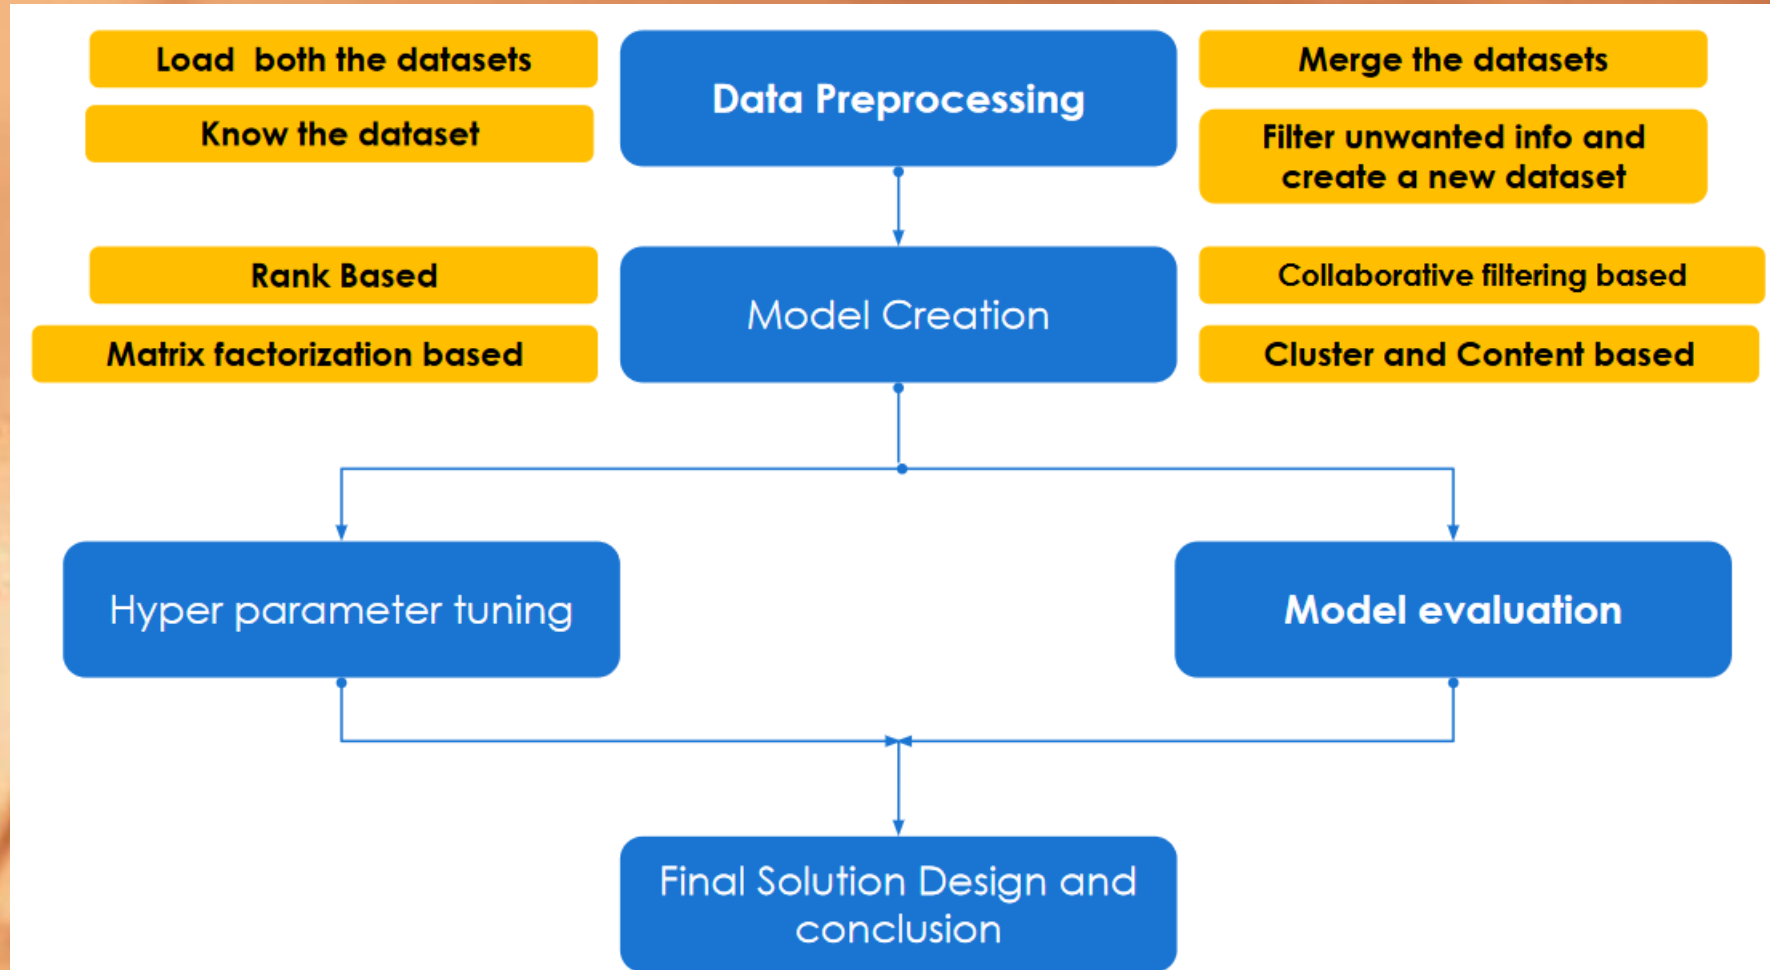 Load  both the datasets
Know the dataset
Data Preprocessing
Merge the datasets
Filter unwanted info and
create a new dataset
Rank Based
Matrix factorization based
Model Creation
Collaborative filtering based
Cluster and Content based
Hyper parameter tuning
Model evaluation
Final Solution Design and
conclusion